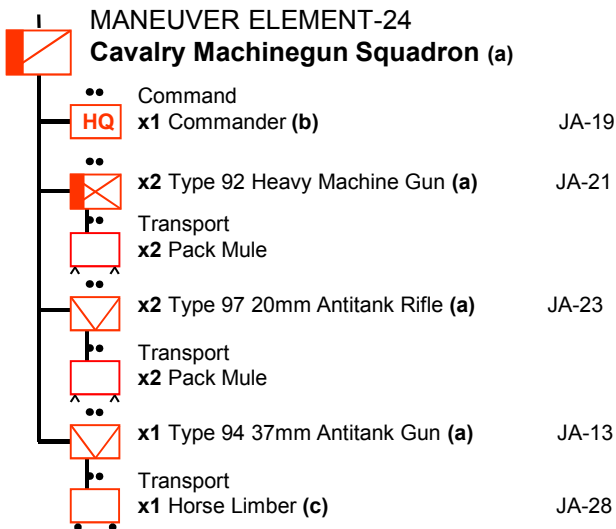 MANEUVER ELEMENT-24
Cavalry Machinegun Squadron (a)
Command
HQ x1 Commander (b) JA-19
x2 Type 92 Heavy Machine Gun (a) JA-21
Transport
x2 Pack Mule
x2 Type 97 20mm Antitank Rifle (a) JA-23
Transport
x2 Pack Mule
x1 Type 94 37mm Antitank Gun (a) JA-13
Transport
x1 Horse Limber (c) JA-28